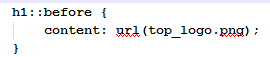 h1::before {
    content: url(top_logo.png);
}